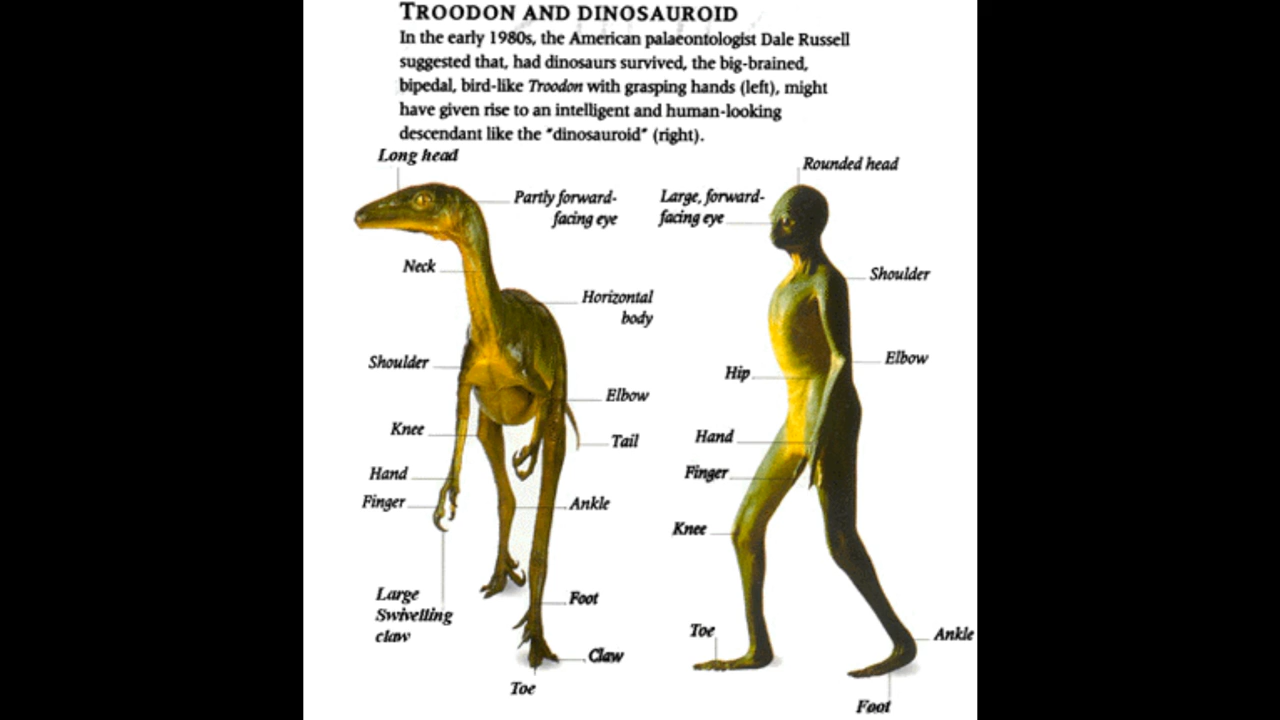 TROODON AND DINOSAUROID
In the early 1980s, the American palaeontologist Dale Russell
suggested that, had dinosaurs survived, the big-brained,
bipedal, bird-like Troodon with grasping hands (left), might
have given rise to an intelligent and human-looking
descendant like the "dinosauroid" (right).
Long head
Partly forward-
facing eye
Neck
Horizontal
body
Shoulder
Elbow
Knee
Tail
Hand
Finger
Ankle
Large
Swivelling
claw
Foot
Claw
Toe
Rounded head
Large, forward-
facing eye
Shoulder
Elbow
Hip
Hand
Finger
Knee
Toe
Ankle
Foot